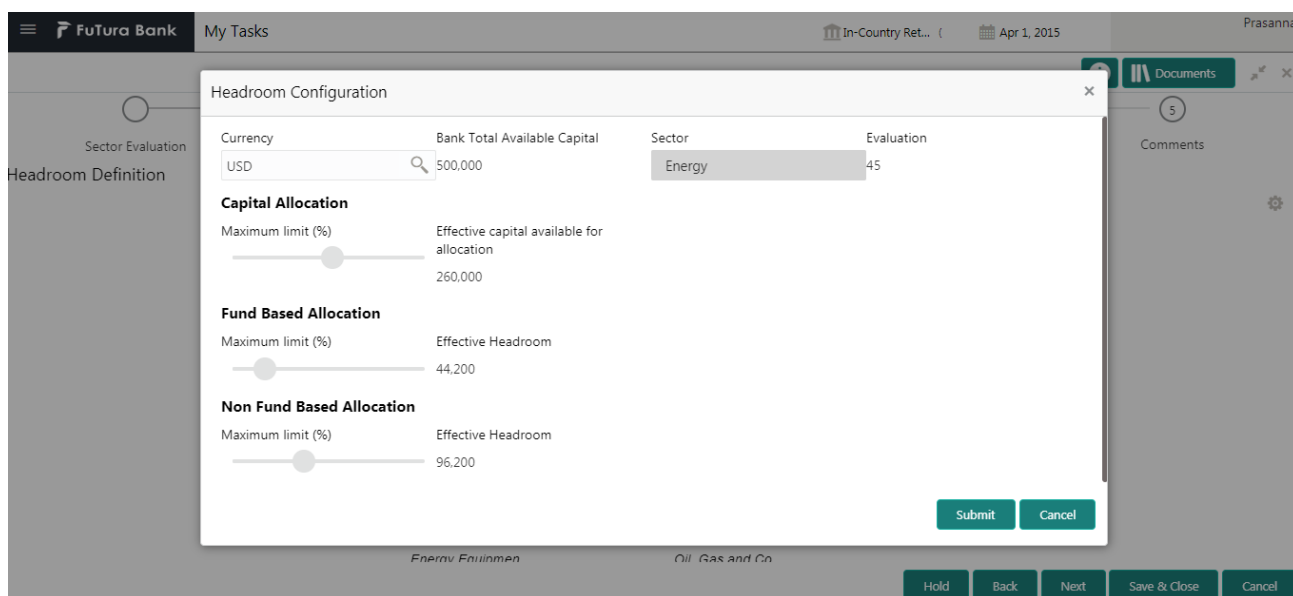 FuTura Bank
My Tasks
In-Country Ret... (
Apr 1, 2015
Prasanna
Documents
Headroom Configuration
×
5
Sector Evaluation
Comments
Headroom Definition
Currency
Bank Total Available Capital
Sector
Evaluation
USD
500,000
Energy
45
Capital Allocation
Maximum limit (%)
Effective capital available for
allocation
260,000
Fund Based Allocation
Maximum limit (%)
Effective Headroom
44,200
Non Fund Based Allocation
Maximum limit (%)
Effective Headroom
96,200
Submit
Cancel
Energy Equipmen
Oil, Gas and Co
Hold
Back
Next
Save & Close
Cancel